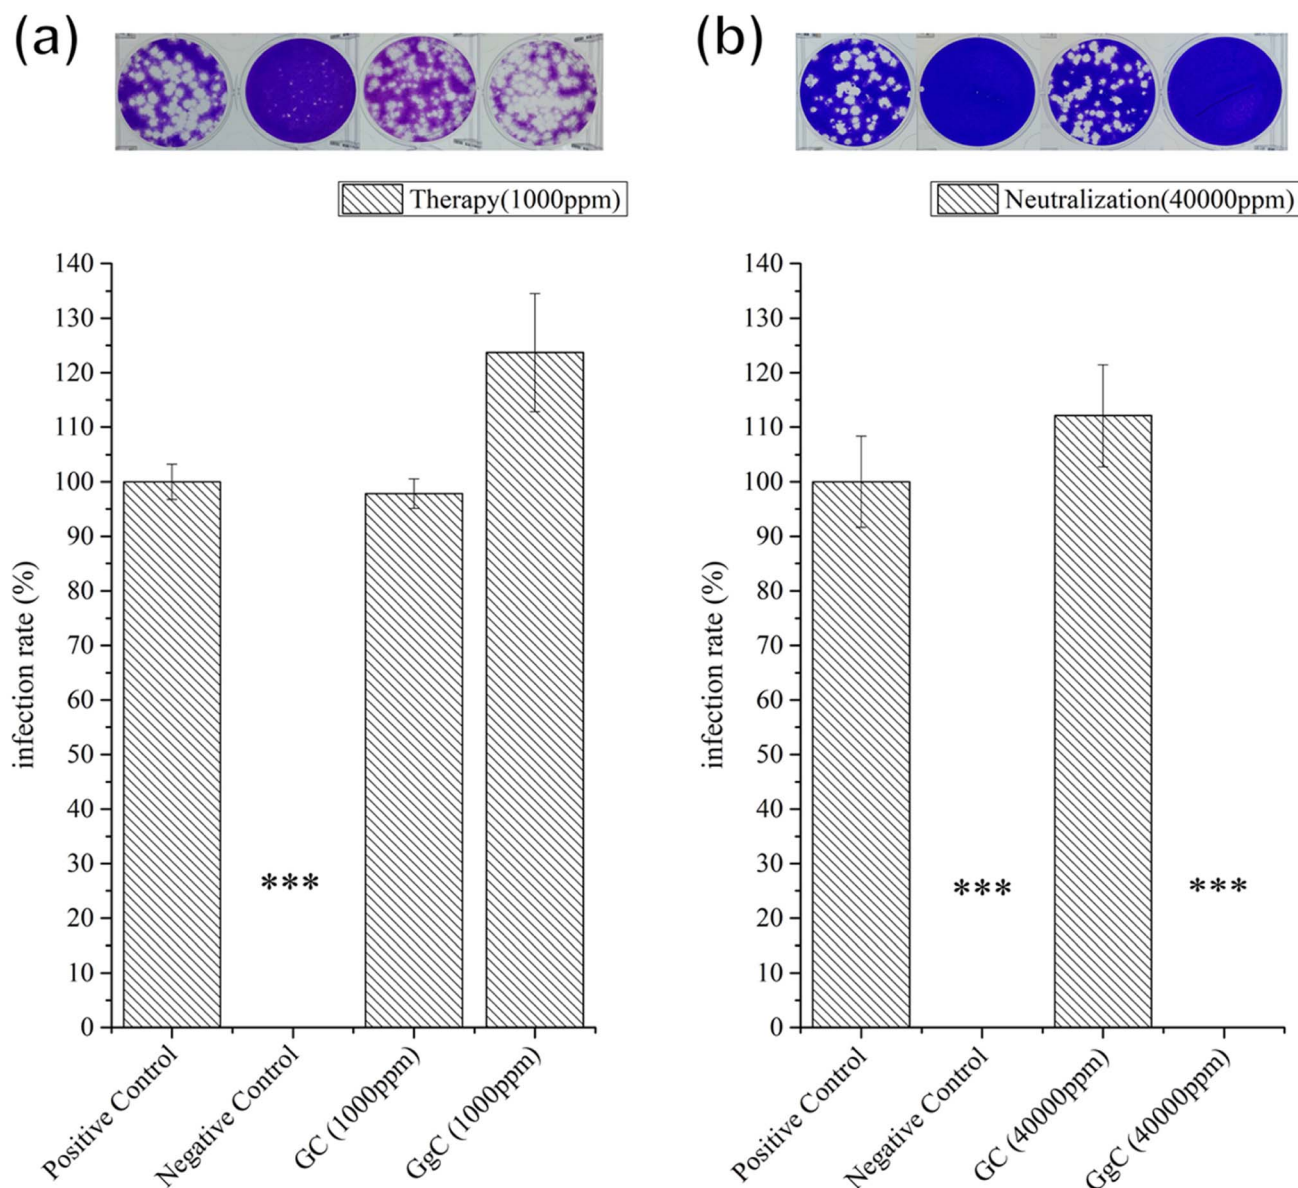 (a)
Therapy(1000ppm)
infection rate (%)
140
130
120
110
100
90
80
70
60
50
40
30
20
10
0
***
Positive Control
Negative Control
GC (1000ppm)
GgC (1000ppm)
(b)
Neutralization(40000ppm)
infection rate (%)
140
130
120
110
100
90
80
70
60
50
40
30
20
10
0
***
***
Positive Control
Negative Control
GC (40000ppm)
GgC (40000ppm)